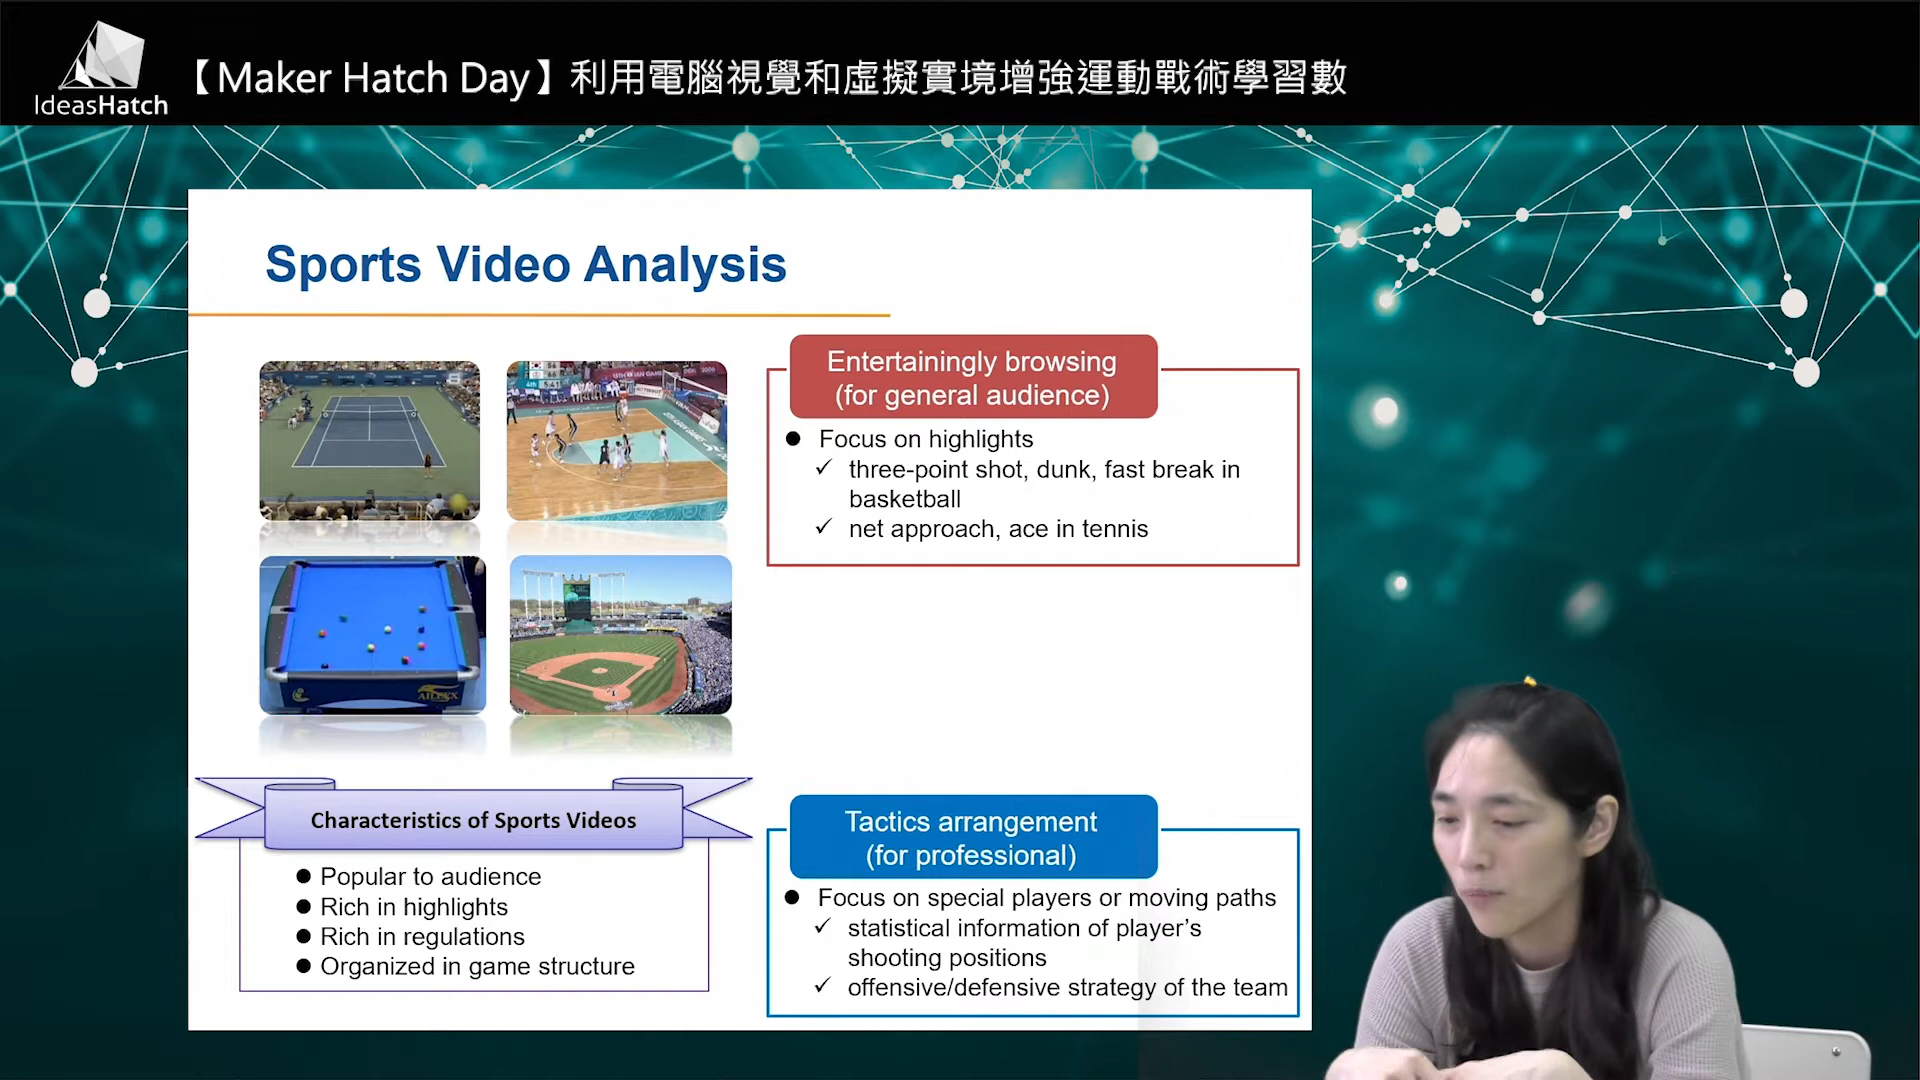 IdeasHatch
【Maker Hatch Day】利用電腦視覺和虛擬實境增強運動戰術學習數
Sports Video Analysis
Entertainingly browsing
(for general audience)
● Focus on highlights
✓ three-point shot, dunk, fast break in
basketball
✓ net approach, ace in tennis
Characteristics of Sports Videos
● Popular to audience
● Rich in highlights
● Rich in regulations
● Organized in game structure
Tactics arrangement
(for professional)
● Focus on special players or moving paths
✓ statistical information of player's
shooting positions
✓ offensive/defensive strategy of the team